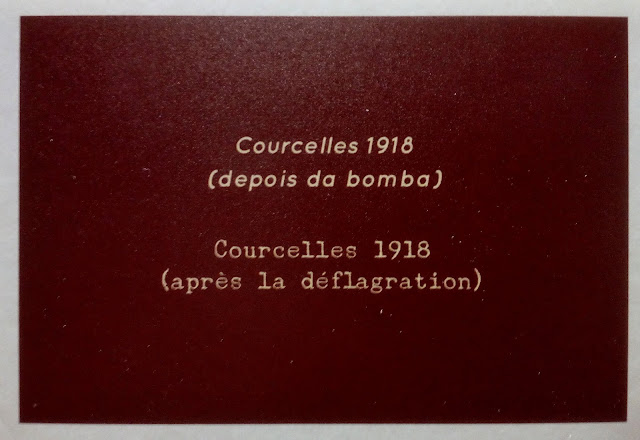 Courcelles 1918
(depois da bomba)
Courcelles 1918
(après la déflagration)